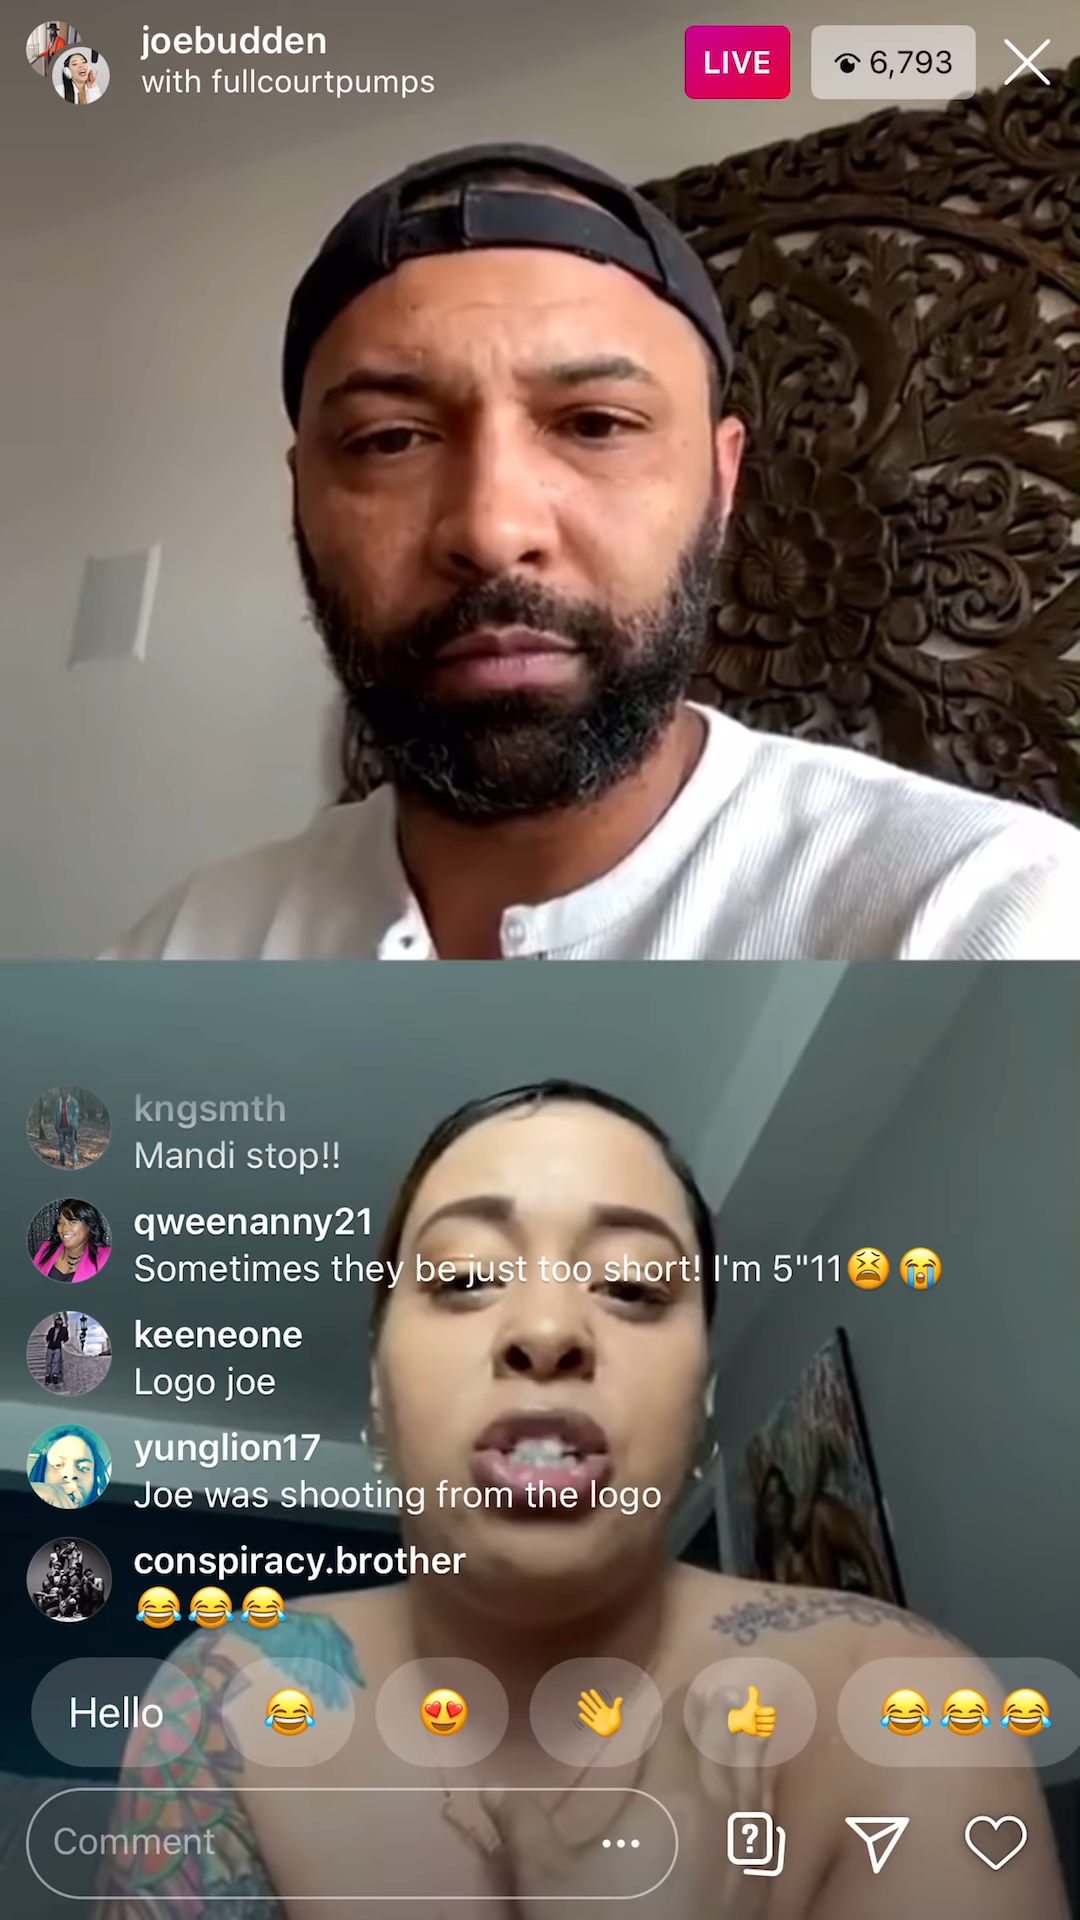 joebudden
with fullcourtpumps
LIVE
6,793
kngsmth
Mandi stop!!
qweenanny21
Sometimes they be just too short! I'm 5"11😫😭
keeneone
Logo joe
yunglion17
Joe was shooting from the logo
conspiracy.brother
😂😂😂
Hello 😂 😍 👋 👍 😂😂😂
Comment